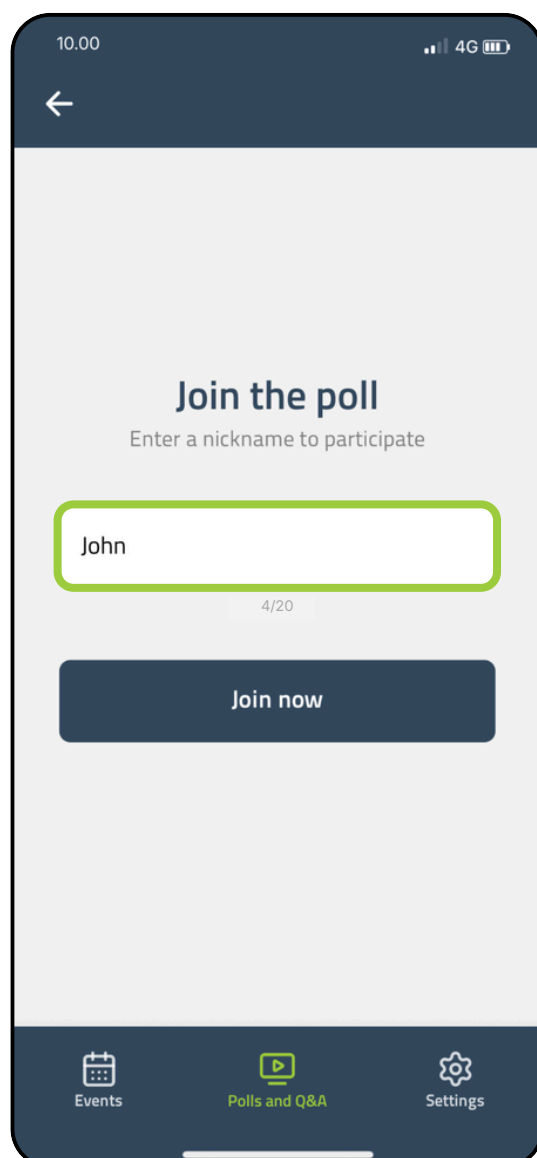 10.00 4G
Join the poll
Enter a nickname to participate
John
4/20
Join now
Events Polls and Q&A Settings